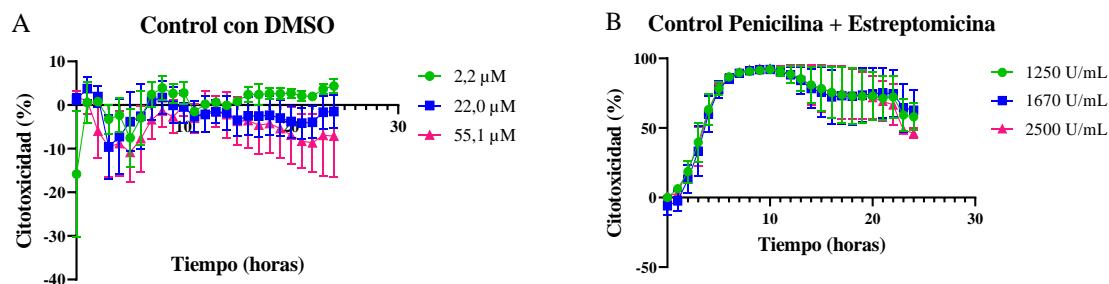 A
Control con DMSO
10
0
-10
-20
-30
-40
10
20
30
Citotoxicidad (%)
Tiempo (horas)
2,2 µM
22,0 µM
55,1 µM
B
Control Penicilina + Estreptomicina
100
50
0
-50
0
10
20
30
Citotoxicidad (%)
Tiempo (horas)
1250 U/mL
1670 U/mL
2500 U/mL